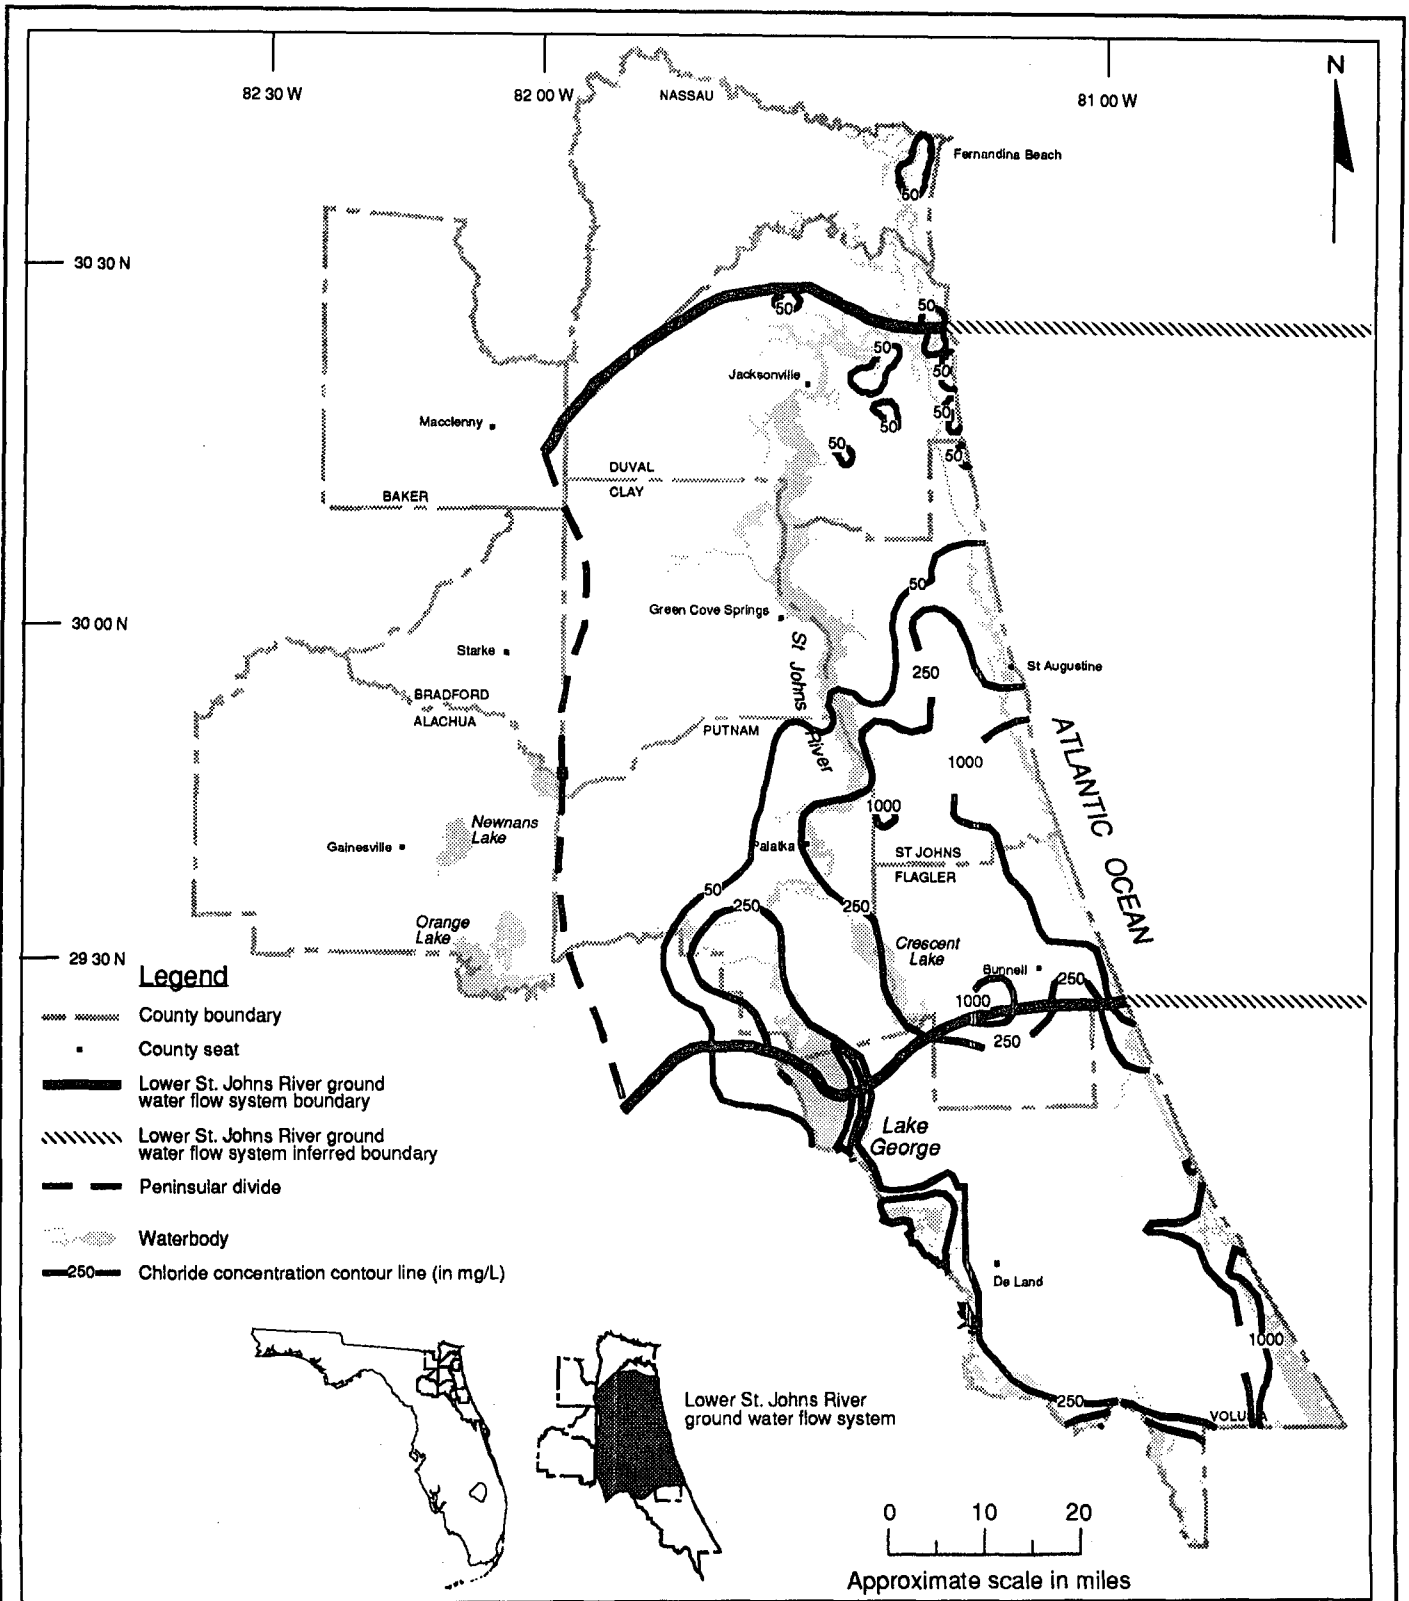 82 30 W
82 00 W
81 00 W
N
NASSAU
Fernandina Beach
50
30 30 N
50
50
50
50
Jacksonville
50
50
50
50
Macclenny
DUVAL
CLAY
BAKER
50
30 00 N
Green Cove Springs
Starke
St Johns River
250
St Augustine
BRADFORD
ALACHUA
PUTNAM
ATLANTIC OCEAN
1000
1000
Newnans
Lake
Gainesville
Palatka
ST JOHNS
FLAGLER
50
250
250
Orange
Lake
Crescent
Lake
29 30 N
Bunnell
250
1000
250
Legend
County boundary
County seat
Lower St. Johns River ground
water flow system boundary
Lower St. Johns River ground
water flow system inferred boundary
Peninsular divide
Waterbody
250 Chloride concentration contour line (in mg/L)
Lake
George
De Land
1000
250
VOLUSIA
Lower St. Johns River
ground water flow system
0 10 20
Approximate scale in miles